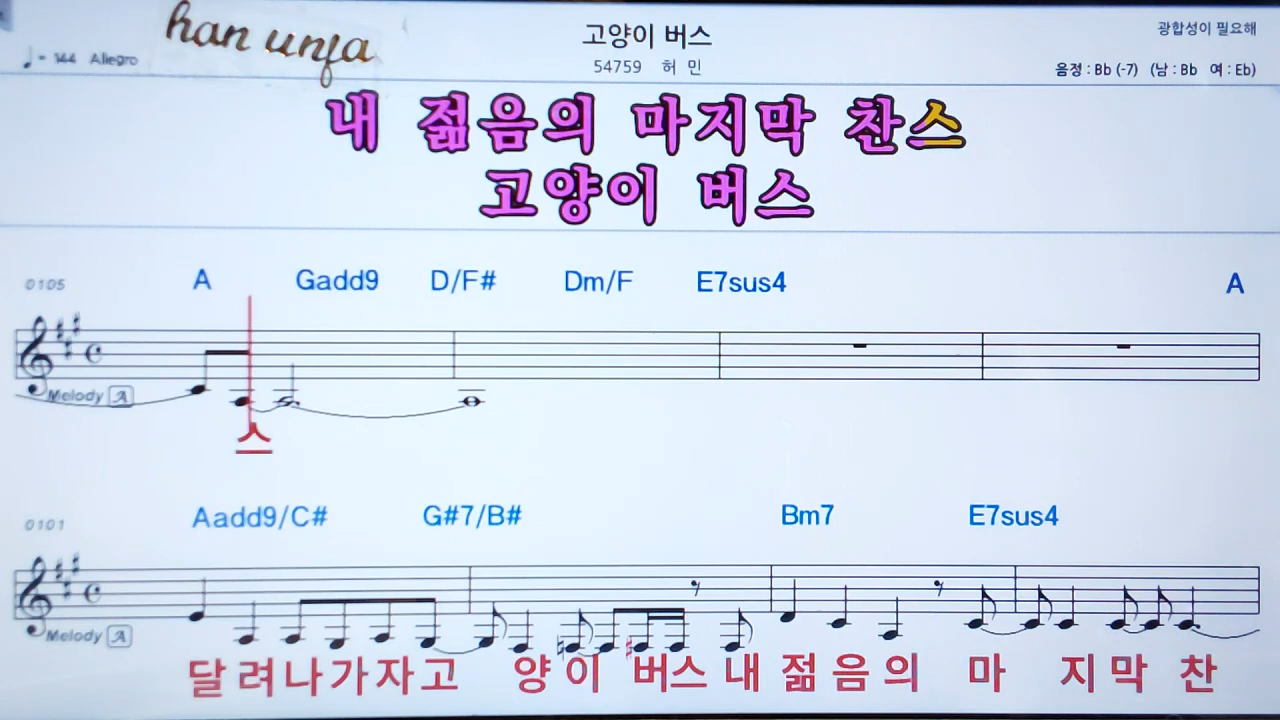 han unfa
고양이 버스
광합성이 필요해
♩ = 144 Allegro
54759 허 민
음정 : Bb (-7) (남 : Bb 여 : Eb)
내 젊음의 마지막 찬스
고양이 버스
0105 A Gadd9 D/F# Dm/F E7sus4 A
Melody A
스
0101 Aadd9/C# G#7/B# Bm7 E7sus4
Melody A
달려나가자고 양이 버스 내 젊음의 마 지막 찬